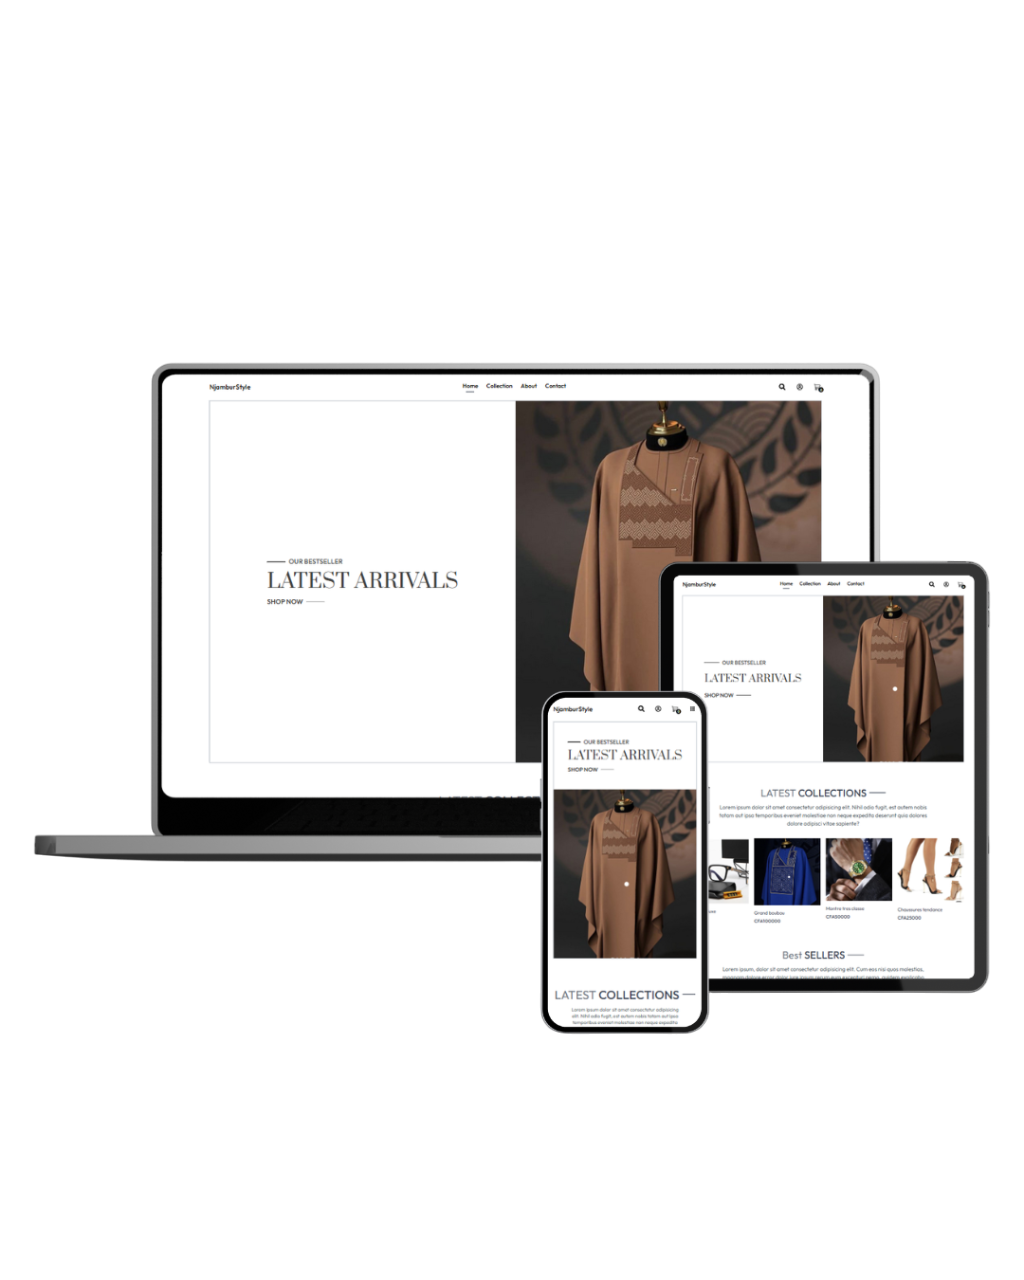 NjamburStyle
Home Collection About Contact
OUR BESTSELLER
LATEST ARRIVALS
SHOP NOW
NjamburStyle
Home Collection About Contact
OUR BESTSELLER
LATEST ARRIVALS
SHOP NOW
LATEST COLLECTIONS
Lorem ipsum dolor sit amet consectetur adipisicing elit. Nihil odio fugit, est autem nobis
totam aut ipsa temporibus eveniet molestiae non neque expedita deserunt quia dolores
dolore adipisci vitae sapiente?
Grand boubou
CFA100000
Montre tres classe
CFA90000
Chaussures tendance
CFA25000
Best SELLERS
Lorem ipsum, dolor sit amet consectetur adipisicing elit. Cum eos nisi quas molestias,
NjamburStyle
OUR BESTSELLER
LATEST ARRIVALS
SHOP NOW
LATEST COLLECTIONS
Lorem ipsum dolor sit amet consectetur adipisicing
elit. Nihil odio fugit, est autem nobis totam aut ipsa
temporibus eveniet molestiae non neque expedita